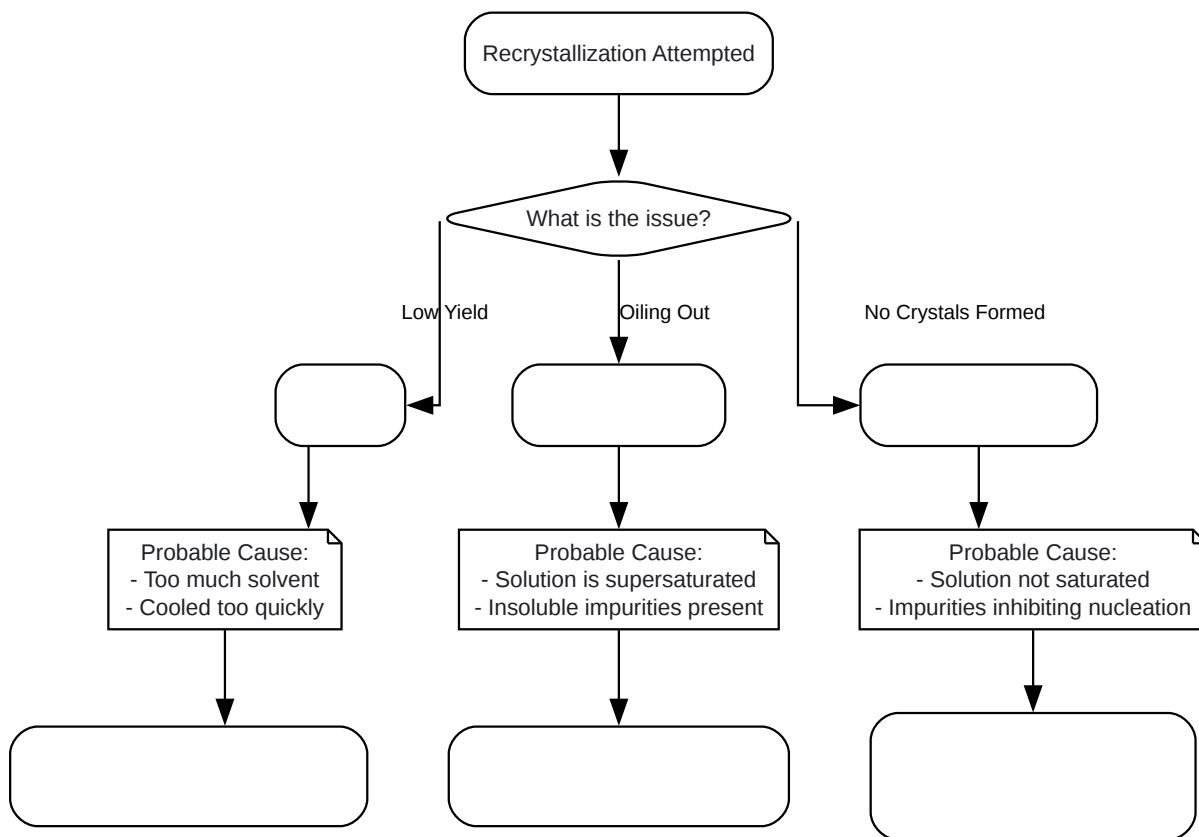 Recrystallization Attempted
What is the issue?
Low Yield
Oiling Out
No Crystals Formed
Probable Cause:
- Too much solvent
- Cooled too quickly
Probable Cause:
- Solution is supersaturated
- Insoluble impurities present
Probable Cause:
- Solution not saturated
- Impurities inhibiting nucleation